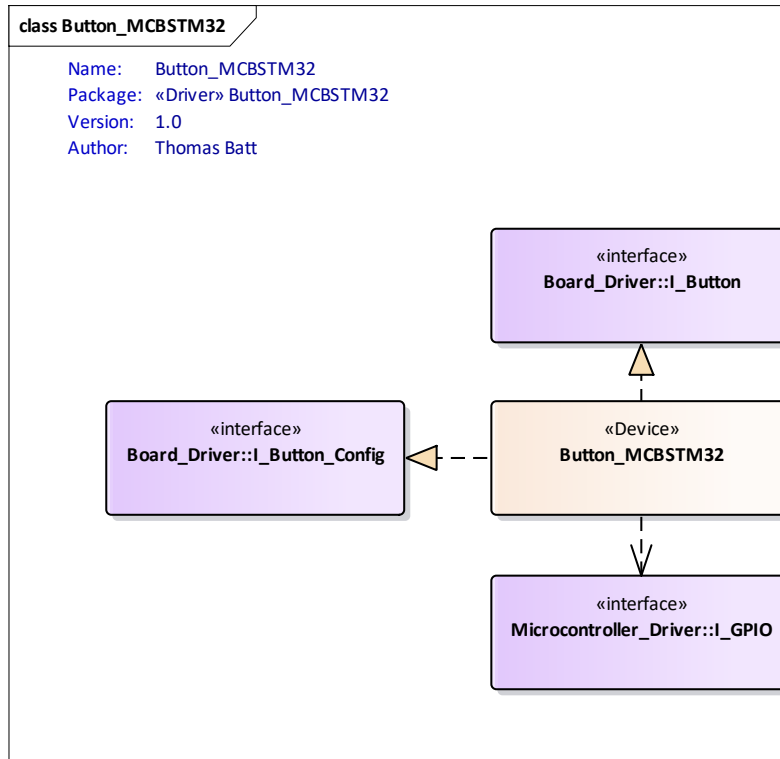 class Button_MCBSTM32
Name: Button_MCBSTM32
Package: «Driver» Button_MCBSTM32
Version: 1.0
Author: Thomas Batt
«interface»
Board_Driver::I_Button
«interface»
Board_Driver::I_Button_Config
«Device»
Button_MCBSTM32
«interface»
Microcontroller_Driver::I_GPIO